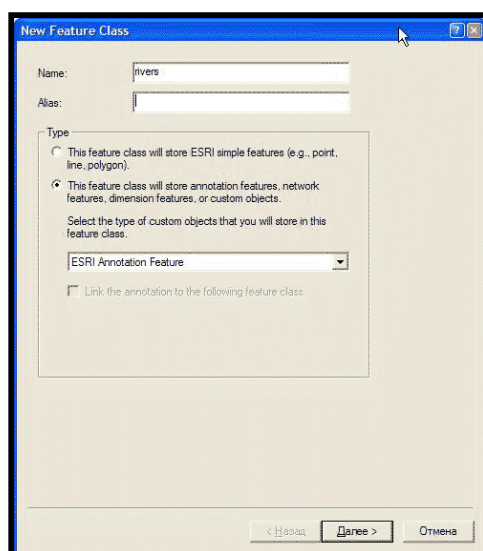 New Feature Class
Name:
rivers
Alias:
Type
This feature class will store ESRI simple features (e.g., point,
line, polygon).
This feature class will store annotation features, network
features, dimension features, or custom objects.
Select the type of custom objects that you will store in this
feature class.
ESRI Annotation Feature
Link the annotation to the following feature class
< Назад
Далее >
Отмена